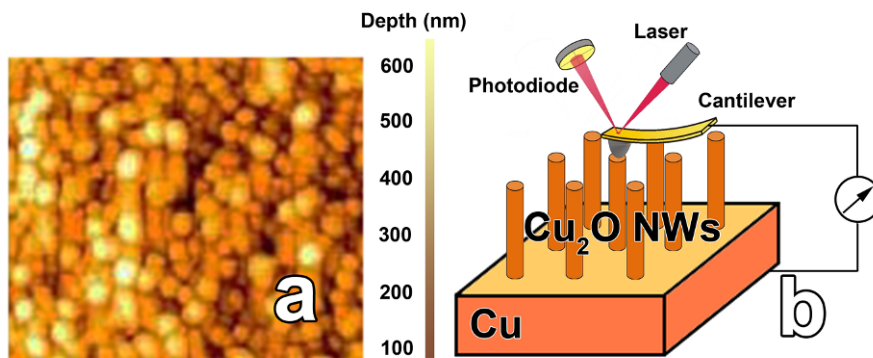 Depth (nm)
600
500
400
300
200
100
a
Laser
Photodiode
Cantilever
Cu₂O NWs
Cu
b